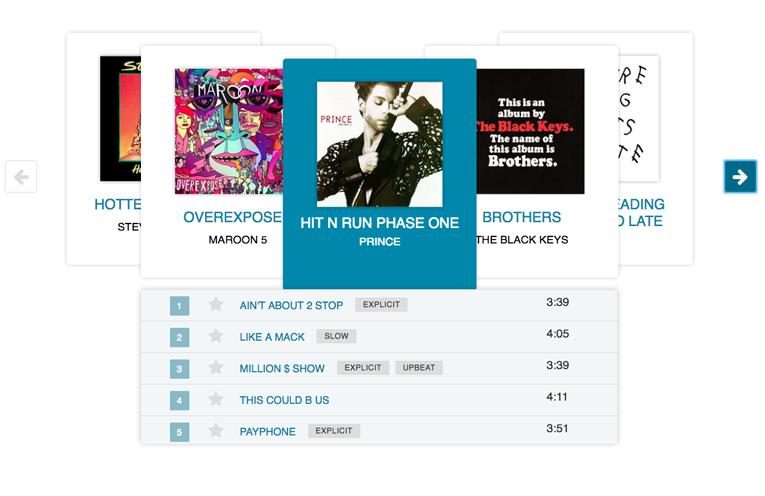 MAROON
OVEREXPOSE
PRINCE
This is an
album by
The Black Keys.
The name of
this album is
Brothers.
RE
G
TS
TE
HOTTE
STEV
OVEREXPOSE
MAROON 5
HIT N RUN PHASE ONE
PRINCE
BROTHERS
THE BLACK KEYS
EADING
O LATE
1 AIN'T ABOUT 2 STOP EXPLICIT 3:39
2 LIKE A MACK SLOW 4:05
3 MILLION $ SHOW EXPLICIT UPBEAT 3:39
4 THIS COULD B US 4:11
5 PAYPHONE EXPLICIT 3:51